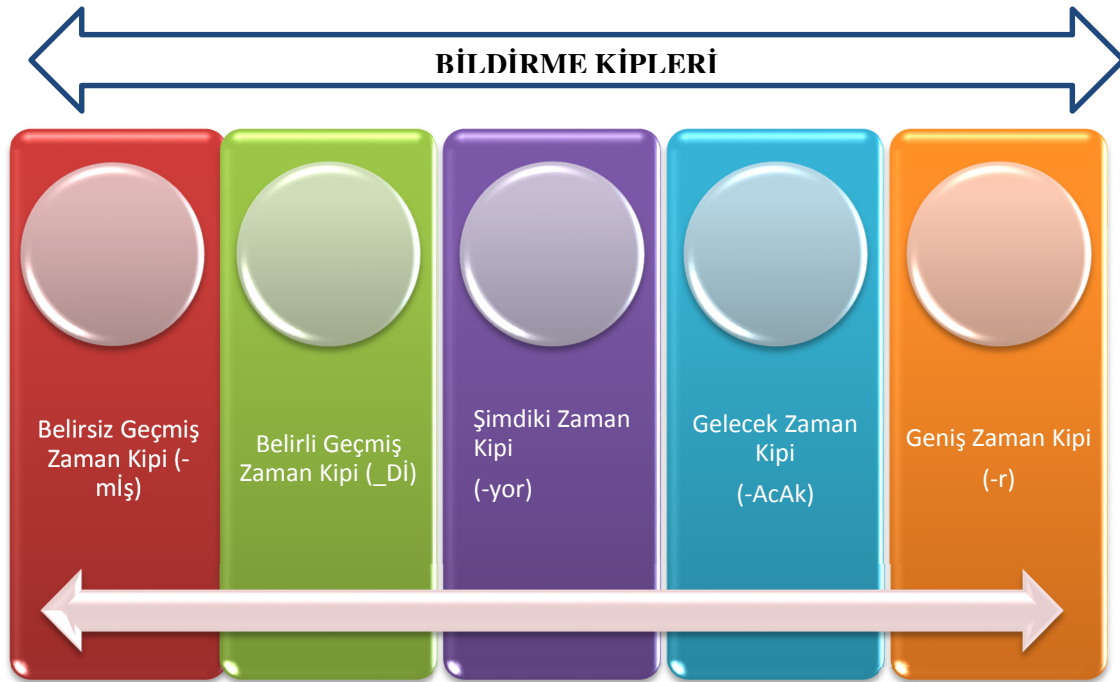 BİLDİRME KİPLERİ
Belirsiz Geçmiş
Zaman Kipi (-
mİş)
Belirli Geçmiş
Zaman Kipi (_Dİ)
Şimdiki Zaman
Kipi
(-yor)
Gelecek Zaman
Kipi
(-AcAk)
Geniş Zaman Kipi
(-r)